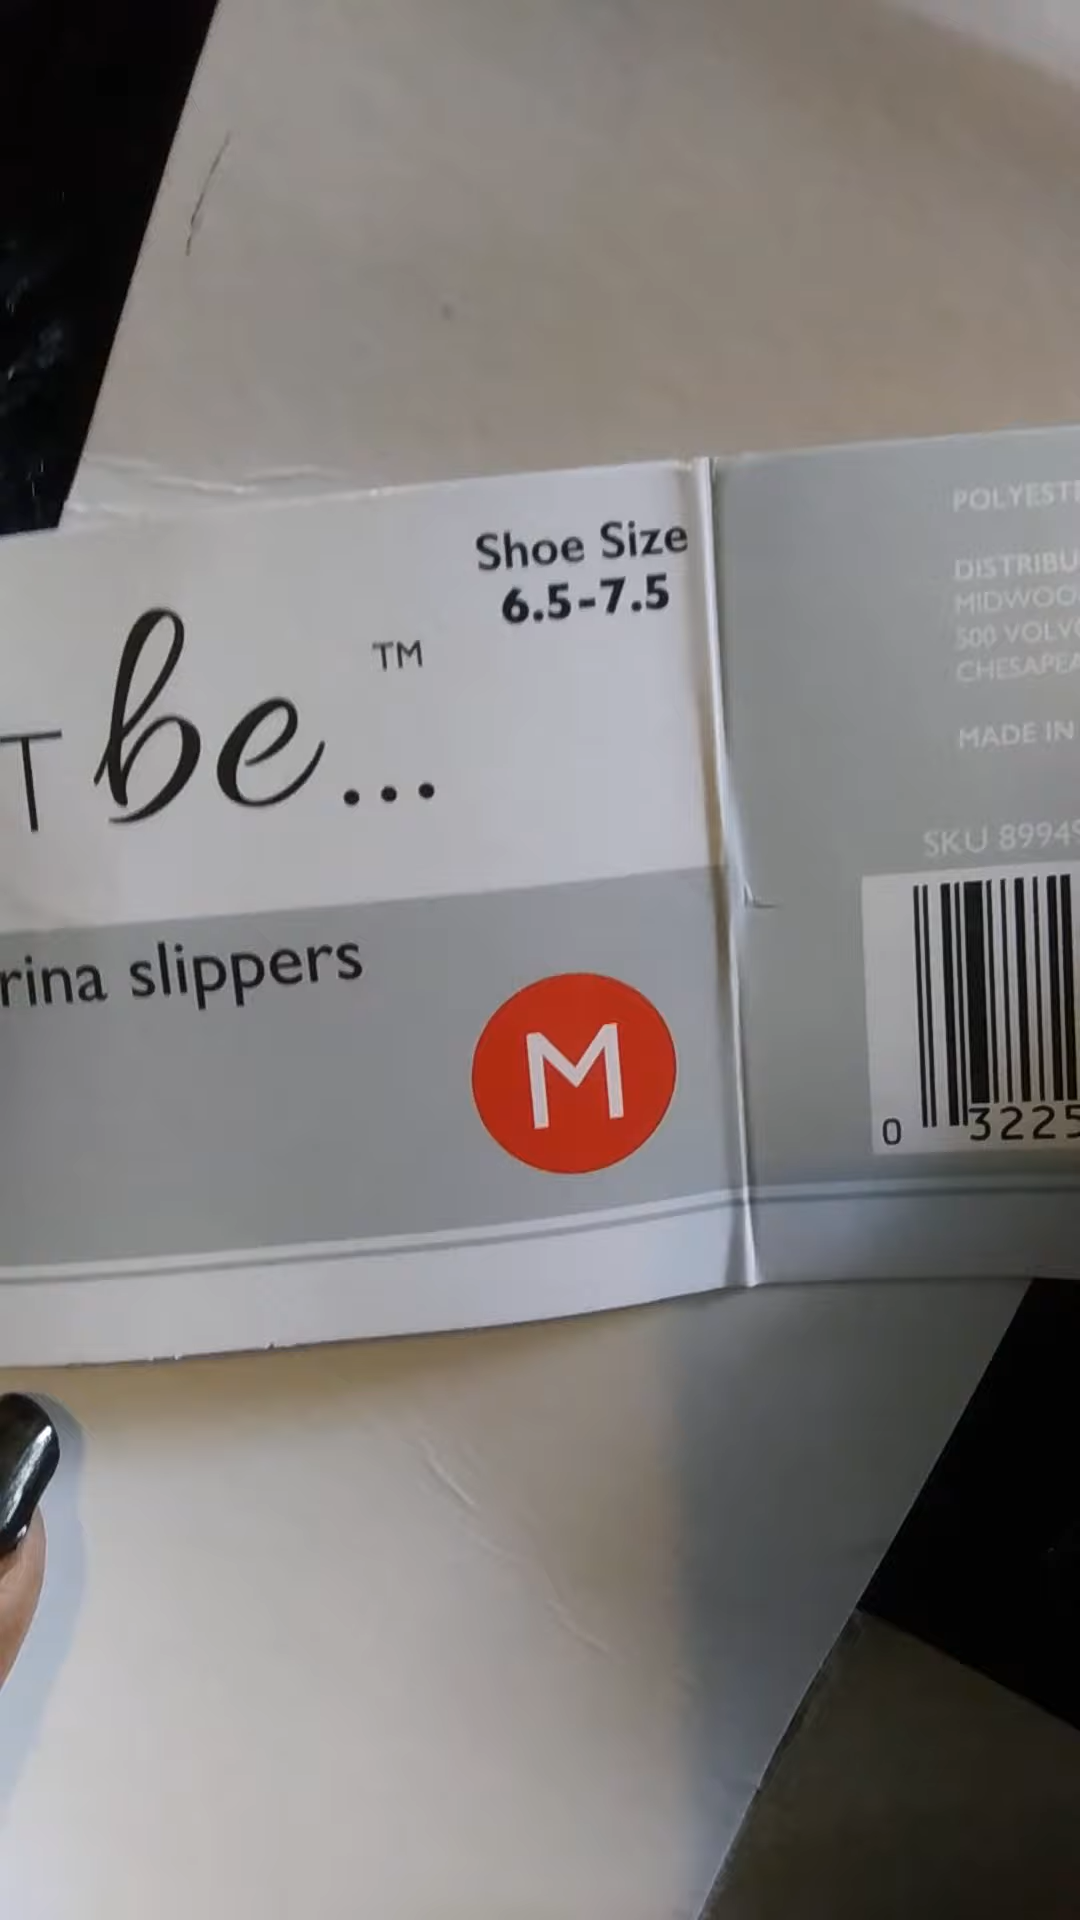 Shoe Size
6.5-7.5
T be...™
rina slippers
M
POLYESTE
DISTRIBU
MIDWOO
500 VOLVO
CHESAPEA
MADE IN
SKU 89949
0 3225